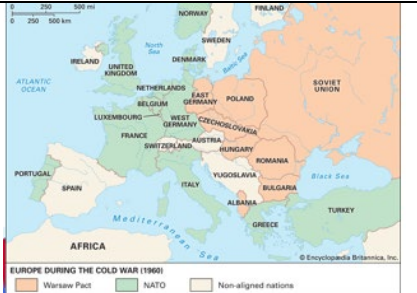 0 250 500 mi
0 250 500 km
NORWAY
FINLAND
SWEDEN
North
Sea
DENMARK
Baltic Sea
IRELAND
UNITED
KINGDOM
ATLANTIC
OCEAN
NETHERLANDS
BELGIUM
LUXEMBOURG
EAST
GERMANY
POLAND
SOVIET
UNION
WEST
GERMANY
CZECHOSLOVAKIA
FRANCE
SWITZERLAND
AUSTRIA
HUNGARY
ROMANIA
YUGOSLAVIA
BULGARIA
Black Sea
PORTUGAL
SPAIN
ITALY
ALBANIA
GREECE
TURKEY
Mediterranean Sea
AFRICA
© Encyclopædia Britannica, Inc.
EUROPE DURING THE COLD WAR (1960)
Warsaw Pact
NATO
Non-aligned nations